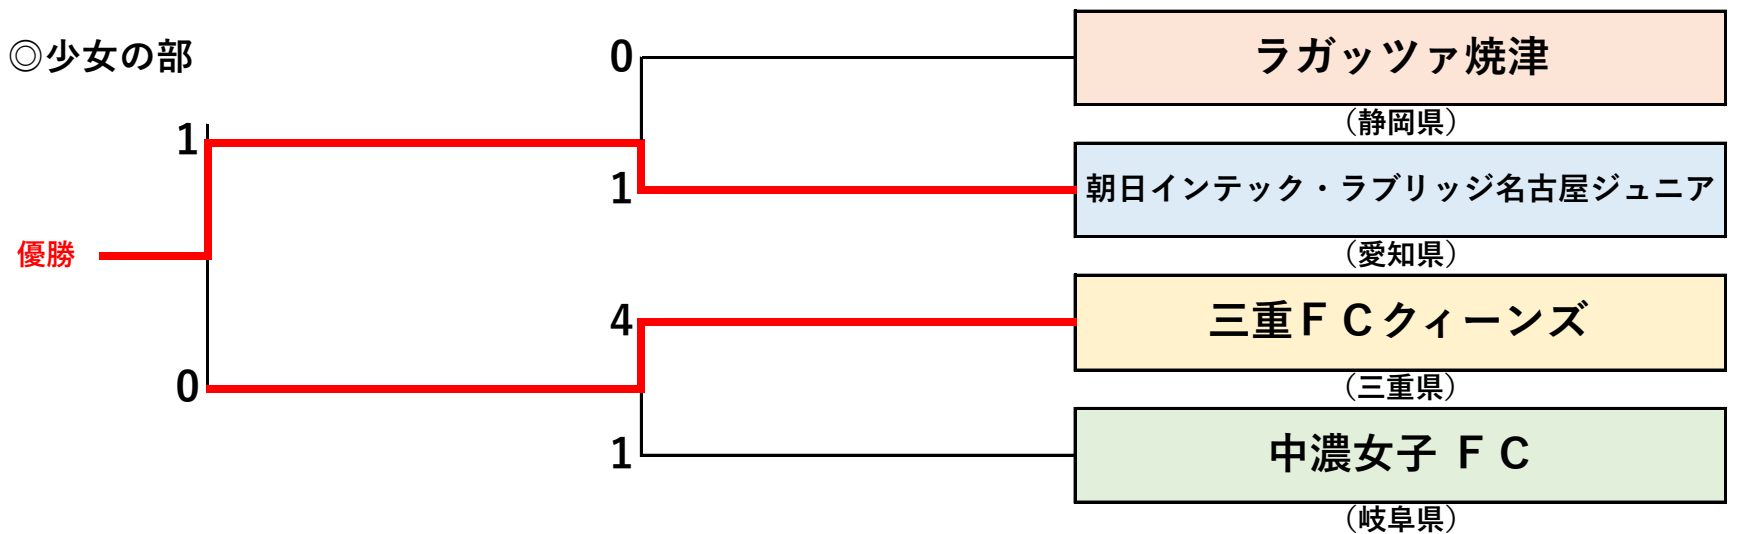 ◎少女の部
0
ラガッツァ焼津
（静岡県）
1
1
朝日インテック・ラブリッジ名古屋ジュニア
（愛知県）
優勝
4
三重ＦＣクィーンズ
（三重県）
0
1
中濃女子ＦＣ
（岐阜県）